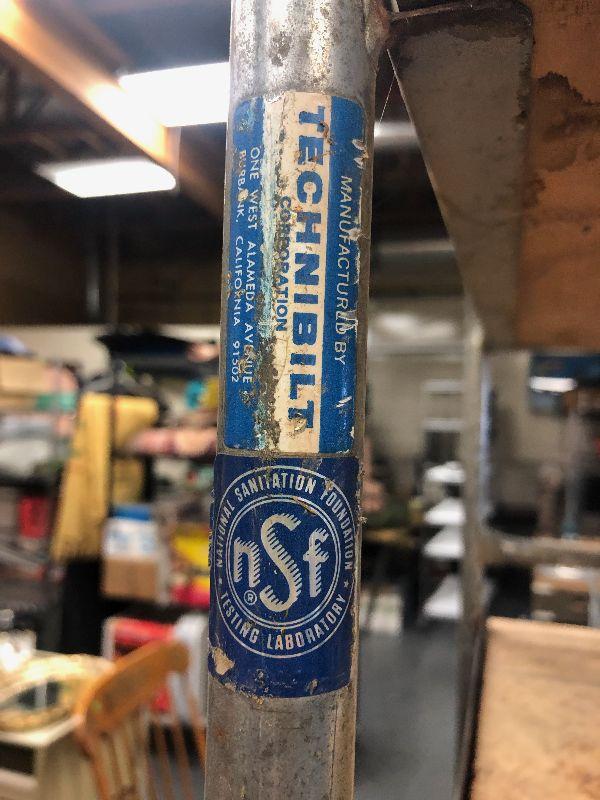 MANUFACTURED BY
TECHNIBILT
CORPORATION
ONE WEST ALAMEDA AVENUE
BURBANK, CALIFORNIA 91502
NATIONAL SANITATION FOUNDATION
nsf
®
TESTING LABORATORY